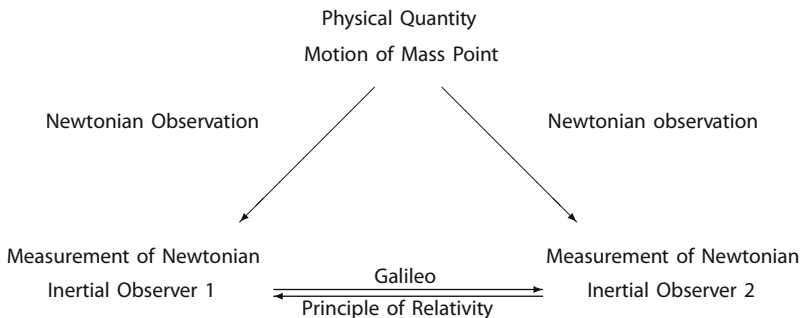 Physical Quantity
Motion of Mass Point
Newtonian Observation
Newtonian observation
Measurement of Newtonian
Inertial Observer 1
Galileo
Principle of Relativity
Measurement of Newtonian
Inertial Observer 2